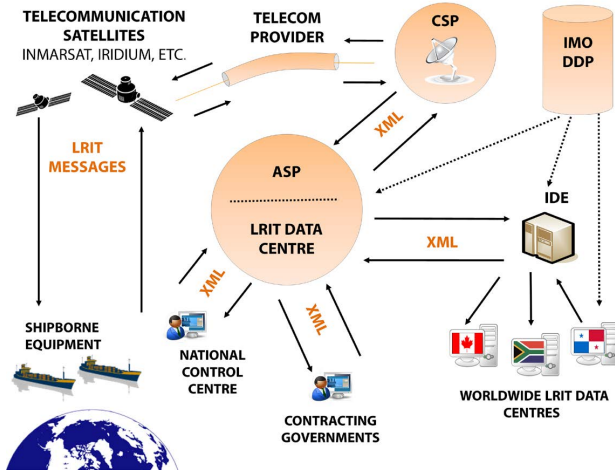 TELECOMMUNICATION
SATELLITES
INMARSAT, IRIDIUM, ETC.
TELECOM
PROVIDER
CSP
IMO
DDP
LRIT
MESSAGES
XML
ASP
LRIT DATA
CENTRE
IDE
XML
XML
XML
SHIPBORNE
EQUIPMENT
NATIONAL
CONTROL
CENTRE
CONTRACTING
GOVERNMENTS
WORLDWIDE LRIT DATA
CENTRES